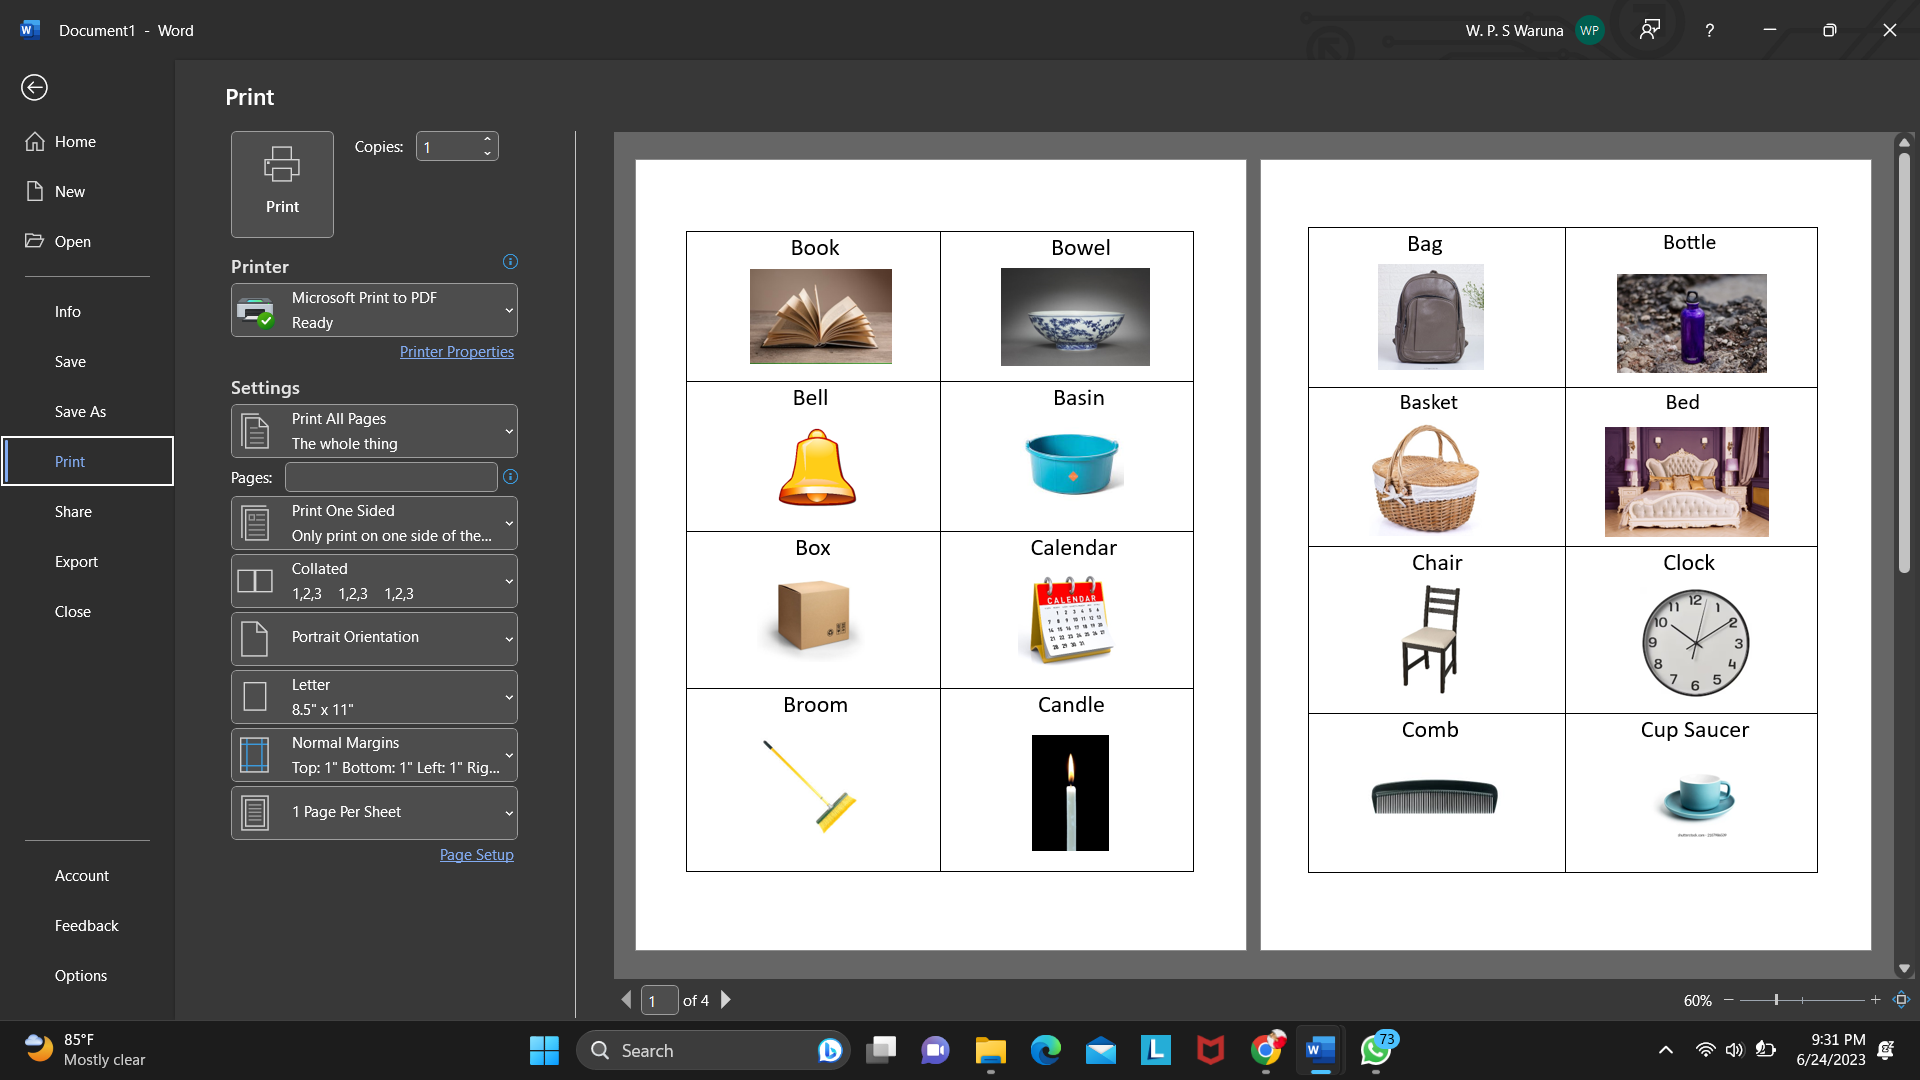 Document1 - Word
W. P. S Waruna
WP
?
Home
New
Open
Info
Save
Save As
Print
Share
Export
Close
Account
Feedback
Options
Print
Print
Copies: 1
Printer
Microsoft Print to PDF
Ready
Printer Properties
Settings
Print All Pages
The whole thing
Pages:
Print One Sided
Only print on one side of the...
Collated
1,2,3 1,2,3 1,2,3
Portrait Orientation
Letter
8.5" x 11"
Normal Margins
Top: 1" Bottom: 1" Left: 1" Rig...
1 Page Per Sheet
Page Setup
Book
Bowel
Bell
Basin
Box
Calendar
CALENDAR
Broom
Candle
Bag
Bottle
Basket
Bed
Chair
Clock
12 1 2 3 4 5 6 7 8 9 10 11
Comb
Cup Saucer
1 of 4
60%
85°F
Mostly clear
Search
73
9:31 PM
6/24/2023